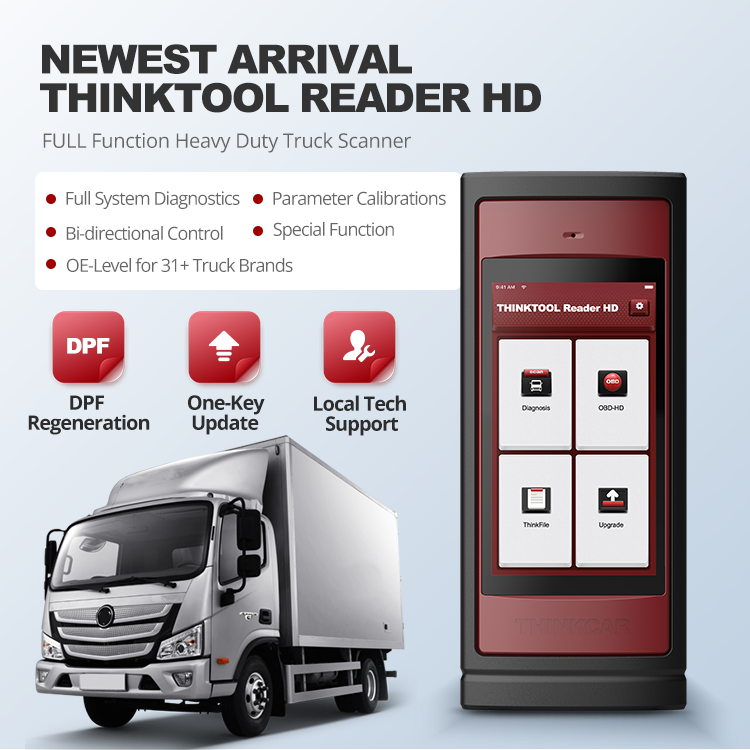 NEWEST ARRIVAL
THINKTOOL READER HD
FULL Function Heavy Duty Truck Scanner
Full System Diagnostics
Parameter Calibrations
Bi-directional Control
Special Function
OE-Level for 31+ Truck Brands
DPF
DPF
Regeneration
One-Key
Update
Local Tech
Support
9:41 AM
THINKTOOL Reader HD
SCAN
Diagnosis
OBD
OBD-HD
ThinkFile
Upgrade
THINKCAR